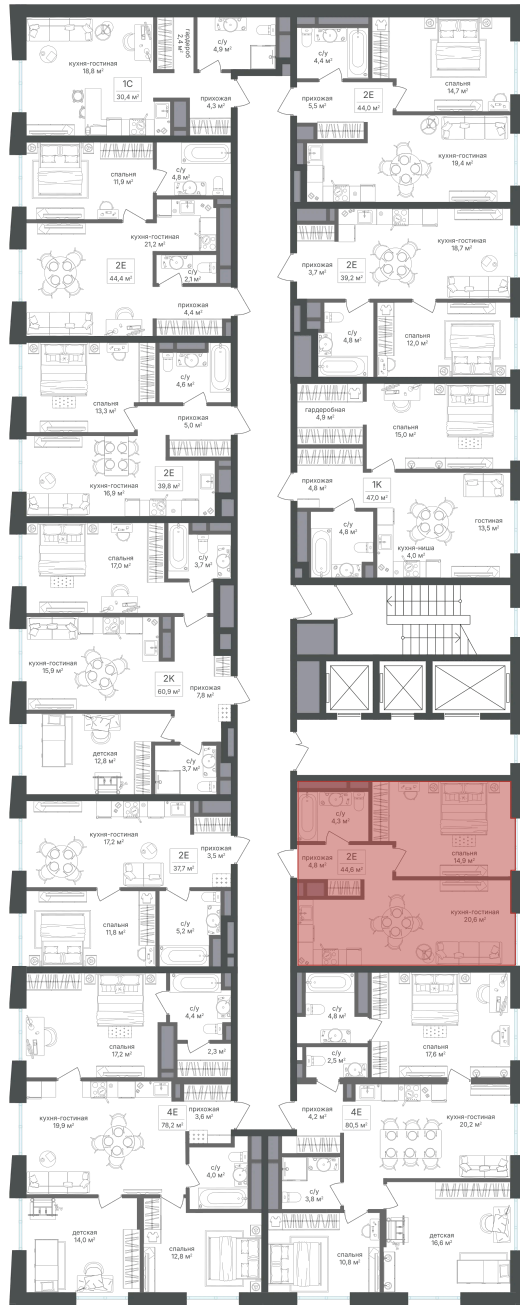 кухня-гостиная
18,8 м²
гардероб
2,4 м²
с/у
4,9 м²
1С
30,4 м²
прихожая
4,3 м²
с/у
4,4 м²
спальня
14,7 м²
прихожая
5,5 м²
2Е
44,0 м²
кухня-гостиная
19,4 м²
спальня
11,9 м²
с/у
4,8 м²
кухня-гостиная
21,2 м²
2Е
44,4 м²
с/у
2,1 м²
прихожая
4,4 м²
кухня-гостиная
18,7 м²
прихожая
3,7 м²
2Е
39,2 м²
с/у
4,8 м²
спальня
12,0 м²
спальня
13,3 м²
с/у
4,6 м²
прихожая
5,0 м²
кухня-гостиная
16,9 м²
2Е
39,8 м²
гардеробная
4,9 м²
спальня
15,0 м²
прихожая
4,8 м²
1К
47,0 м²
с/у
4,8 м²
гостиная
13,5 м²
кухня-ниша
4,0 м²
спальня
17,0 м²
с/у
3,7 м²
кухня-гостиная
15,9 м²
2К
60,9 м²
прихожая
7,8 м²
детская
12,8 м²
с/у
3,7 м²
кухня-гостиная
17,2 м²
2Е
37,7 м²
прихожая
3,5 м²
спальня
11,8 м²
с/у
5,2 м²
с/у
4,3 м²
прихожая
4,8 м²
2Е
44,6 м²
спальня
14,9 м²
кухня-гостиная
20,6 м²
с/у
4,4 м²
спальня
17,2 м²
2,3 м²
с/у
4,8 м²
с/у
2,5 м²
спальня
17,6 м²
кухня-гостиная
19,9 м²
4Е
78,2 м²
прихожая
3,6 м²
с/у
4,0 м²
детская
14,0 м²
спальня
12,8 м²
прихожая
4,2 м²
4Е
80,5 м²
кухня-гостиная
20,2 м²
с/у
3,8 м²
спальня
10,8 м²
детская
16,6 м²